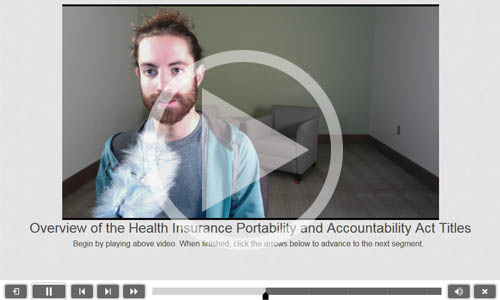 Overview of the Health Insurance Portability and Accountability Act Titles
Begin by playing above video. When finished, click the arrows below to advance to the next segment.